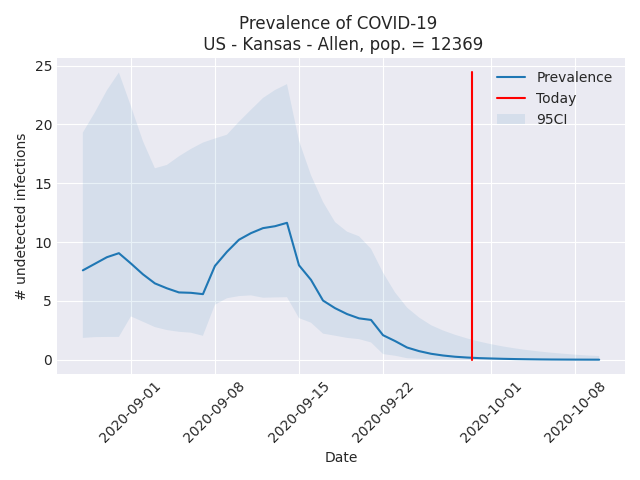 Prevalence of COVID-19
US - Kansas - Allen, pop. = 12369
25
20
15
10
5
0
# undetected infections
Prevalence
Today
95CI
2020-09-01
2020-09-08
2020-09-15
2020-09-22
2020-10-01
2020-10-08
Date